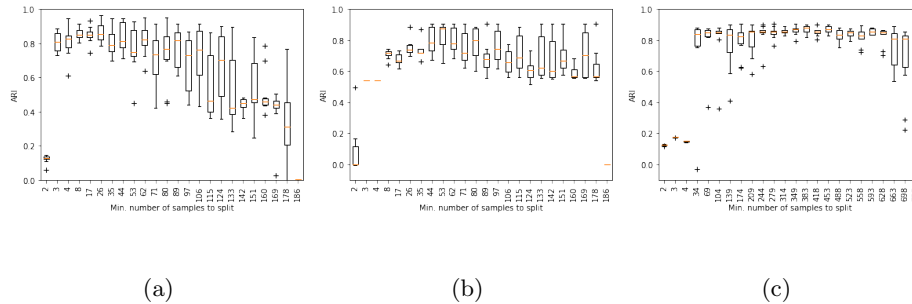 1.0
0.8
0.6
0.4
0.2
0.0
ARI
2 3 4 8 17 26 35 44 53 62 71 80 89 97 106 115 124 133 142 151 160 169 178 186
Min. number of samples to split
(a)
1.0
0.8
0.6
0.4
0.2
0.0
ARI
2 3 4 8 17 26 35 44 53 62 71 80 89 97 106 115 124 133 142 151 160 169 178 186
Min. number of samples to split
(b)
1.0
0.8
0.6
0.4
0.2
0.0
ARI
2 3 4 34 69 104 139 174 209 244 279 314 349 383 418 453 488 523 558 593 628 663 698
Min. number of samples to split
(c)